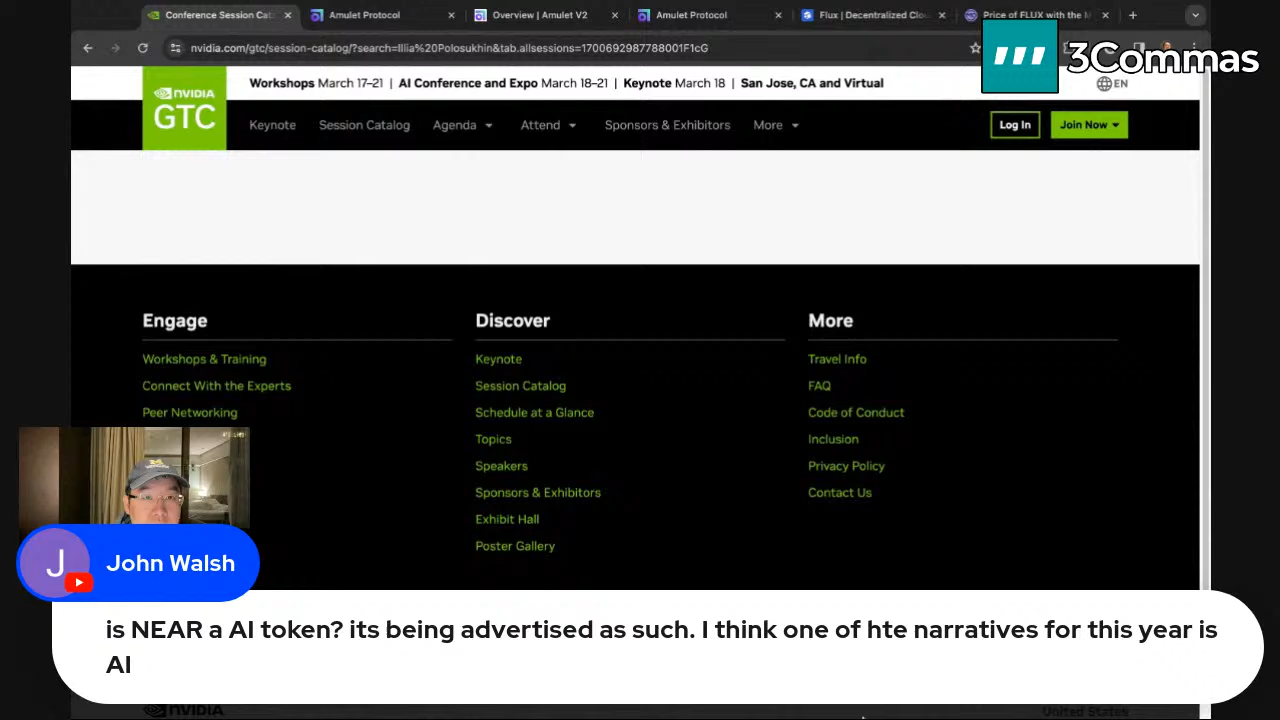 Conference Session Cat
Amulet Protocol
Overview | Amulet V2
Amulet Protocol
Flux | Decentralized Clou
Price of FLUX with the M
nvidia.com/gtc/session-catalog/?search=Illia%20Polosukhin&tab.allsessions=1700692987788001F1cG
3Commas
Workshops March 17-21 | AI Conference and Expo March 18-21 | Keynote March 18 | San Jose, CA and Virtual
EN
NVIDIA
GTC
Keynote Session Catalog Agenda Attend Sponsors & Exhibitors More
Log In
Join Now
Engage
Workshops & Training
Connect With the Experts
Peer Networking
Discover
Keynote
Session Catalog
Schedule at a Glance
Topics
Speakers
Sponsors & Exhibitors
Exhibit Hall
Poster Gallery
More
Travel Info
FAQ
Code of Conduct
Inclusion
Privacy Policy
Contact Us
J
John Walsh
is NEAR a AI token? its being advertised as such. I think one of hte narratives for this year is
AI
NVIDIA
United States